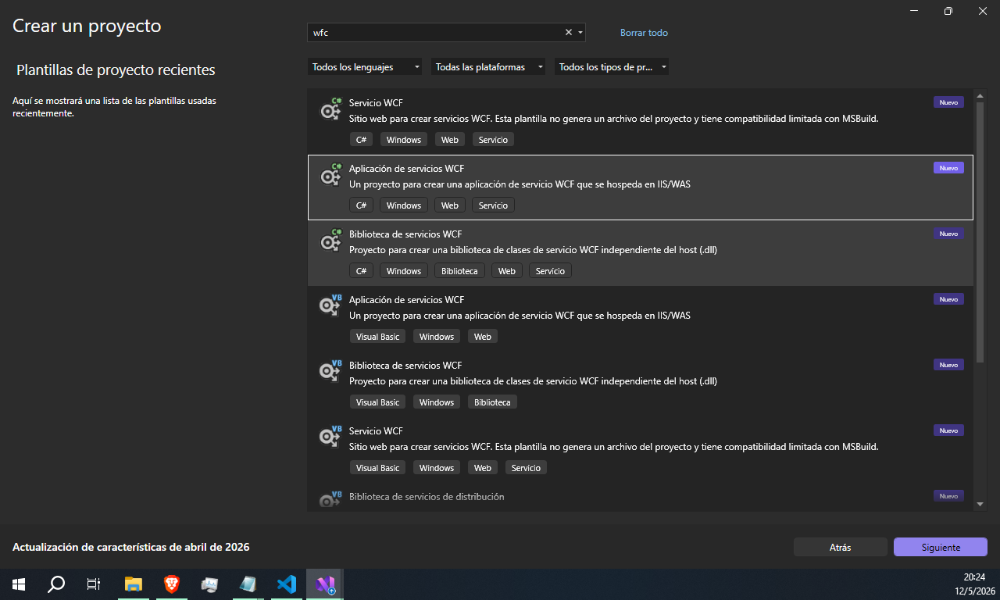 Crear un proyecto
wfc
Borrar todo
Plantillas de proyecto recientes
Todos los lenguajes
Todas las plataformas
Todos los tipos de pr...
Aquí se mostrará una lista de las plantillas usadas
recientemente.
C#
Servicio WCF
Nuevo
Sitio web para crear servicios WCF. Esta plantilla no genera un archivo del proyecto y tiene compatibilidad limitada con MSBuild.
C# Windows Web Servicio
C#
Aplicación de servicios WCF
Nuevo
Un proyecto para crear una aplicación de servicio WCF que se hospeda en IIS/WAS
C# Windows Web Servicio
C#
Biblioteca de servicios WCF
Nuevo
Proyecto para crear una biblioteca de clases de servicio WCF independiente del host (.dll)
C# Windows Biblioteca Web Servicio
VB
Aplicación de servicios WCF
Nuevo
Un proyecto para crear una aplicación de servicio WCF que se hospeda en IIS/WAS
Visual Basic Windows Web
VB
Biblioteca de servicios WCF
Nuevo
Proyecto para crear una biblioteca de clases de servicio WCF independiente del host (.dll)
Visual Basic Windows Biblioteca
VB
Servicio WCF
Nuevo
Sitio web para crear servicios WCF. Esta plantilla no genera un archivo del proyecto y tiene compatibilidad limitada con MSBuild.
Visual Basic Windows Web Servicio
VB
Biblioteca de servicios de distribución
Nuevo
Actualización de características de abril de 2026
Atrás
Siguiente
20:24
12/5/2026